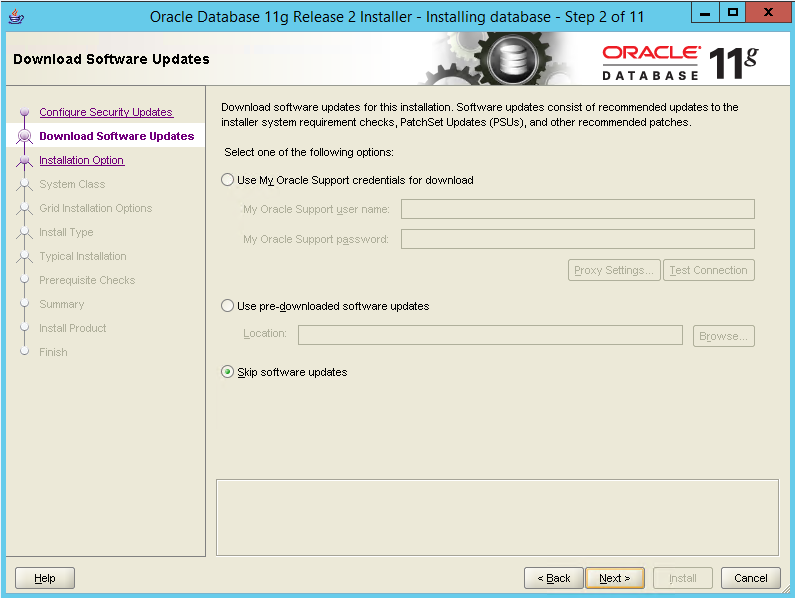 Oracle Database 11g Release 2 Installer - Installing database - Step 2 of 11
Download Software Updates
ORACLE
DATABASE
11g
Configure Security Updates
Download Software Updates
Installation Option
System Class
Grid Installation Options
Install Type
Typical Installation
Prerequisite Checks
Summary
Install Product
Finish
Download software updates for this installation. Software updates consist of recommended updates to the
installer system requirement checks, PatchSet Updates (PSUs), and other recommended patches.
Select one of the following options:
Use My Oracle Support credentials for download
My Oracle Support user name:
My Oracle Support password:
Proxy Settings... Test Connection
Use pre-downloaded software updates
Location: Browse...
Skip software updates
Help < Back Next > Install Cancel